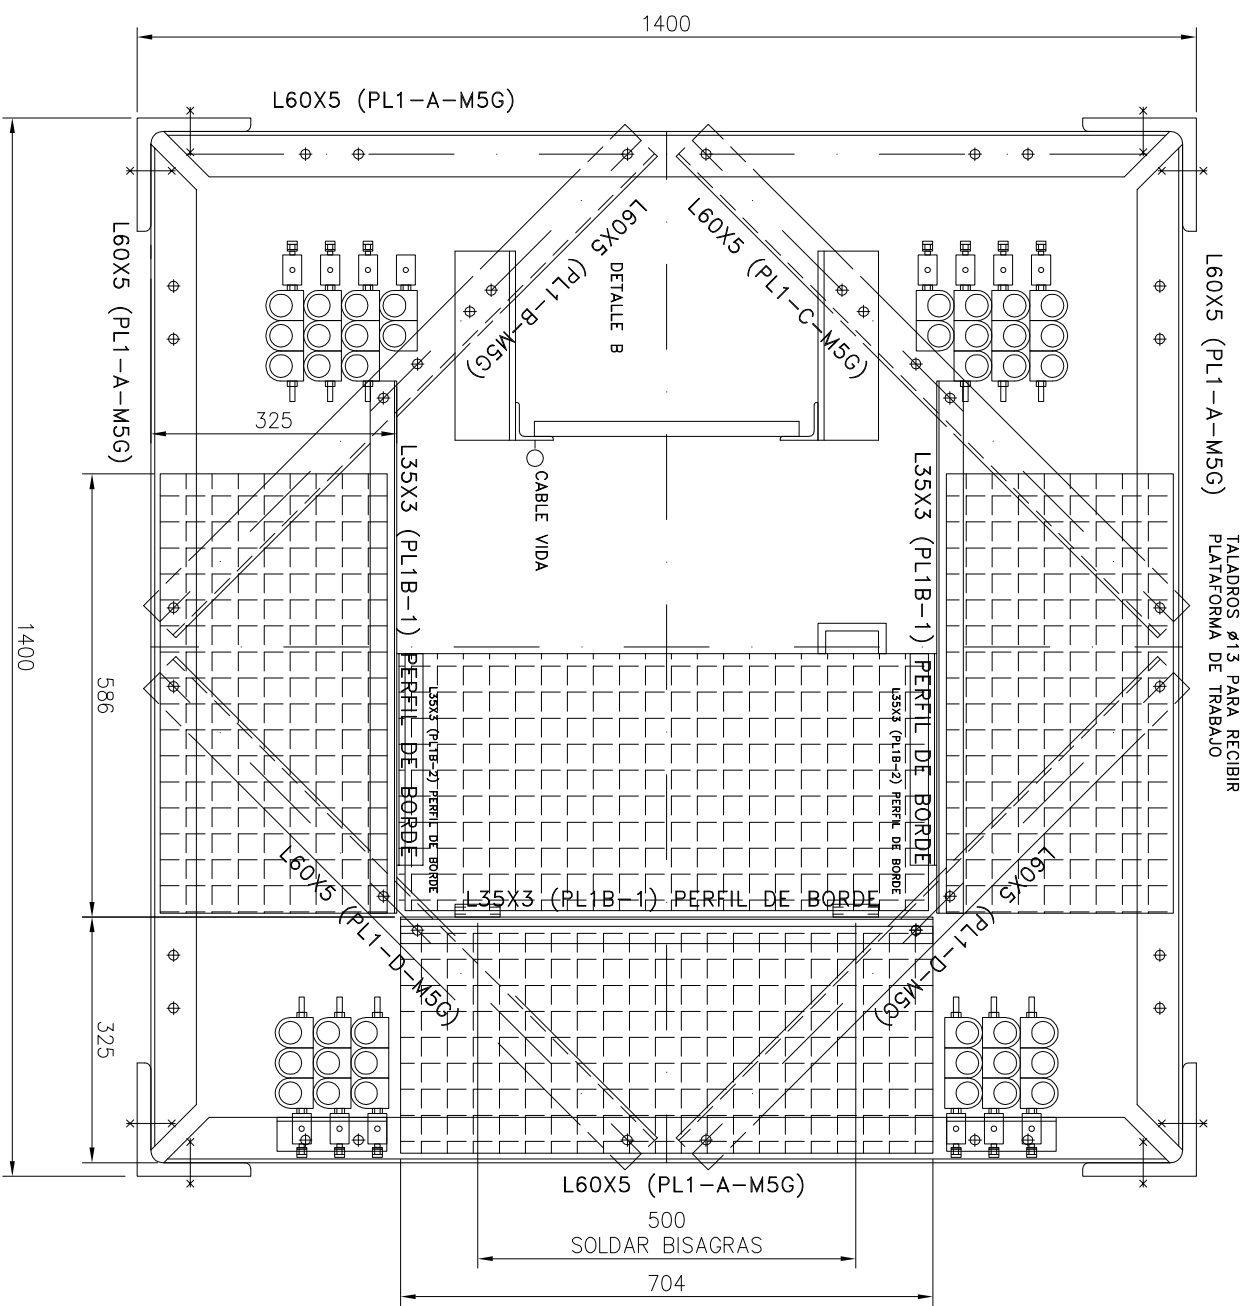 1400
L60X5 (PL1-A-M5G)
L60X5 (PL1-A-M5G)
L60X5 (PL1-B-M5G)
DETALLE B
L60X5 (PL1-C-M5G)
L60X5 (PL1-A-M5G)
TALADROS ø13 PARA RECIBIR
PLATAFORMA DE TRABAJO
325
L35X3 (PL1B-1) PERFIL DE BORDE
CABLE VIDA
L35X3 (PL1B-1) PERFIL DE BORDE
L35X3 (PL1B-2) PERFIL DE BORDE
L35X3 (PL1B-2) PERFIL DE BORDE
1400
586
L60X5 (PL1-D-M5G)
L35X3 (PL1B-1) PERFIL DE BORDE
L60X5 (PL1-D-M5G)
325
L60X5 (PL1-A-M5G)
500
SOLDAR BISAGRAS
704